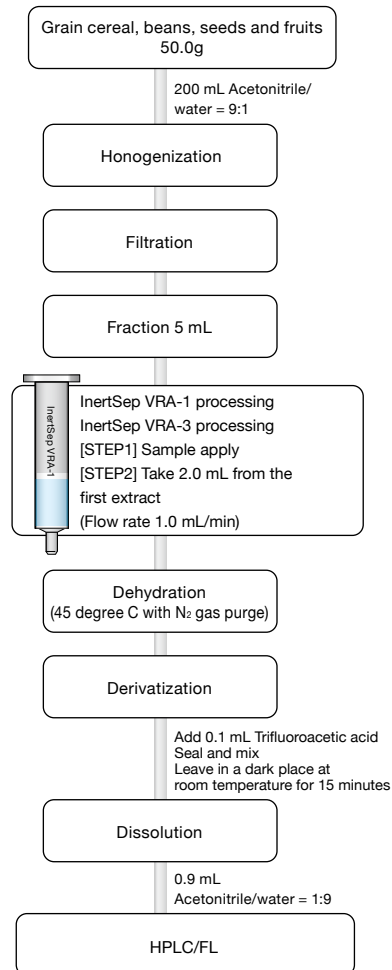 Grain cereal, beans, seeds and fruits
50.0g
200 mL Acetonitrile/
water = 9:1
Honogenization
Filtration
Fraction 5 mL
InertSep VRA-1
InertSep VRA-1 processing
InertSep VRA-3 processing
[STEP1] Sample apply
[STEP2] Take 2.0 mL from the
first extract
(Flow rate 1.0 mL/min)
Dehydration
(45 degree C with N₂ gas purge)
Derivatization
Add 0.1 mL Trifluoroacetic acid
Seal and mix
Leave in a dark place at
room temperature for 15 minutes
Dissolution
0.9 mL
Acetonitrile/water = 1:9
HPLC/FL